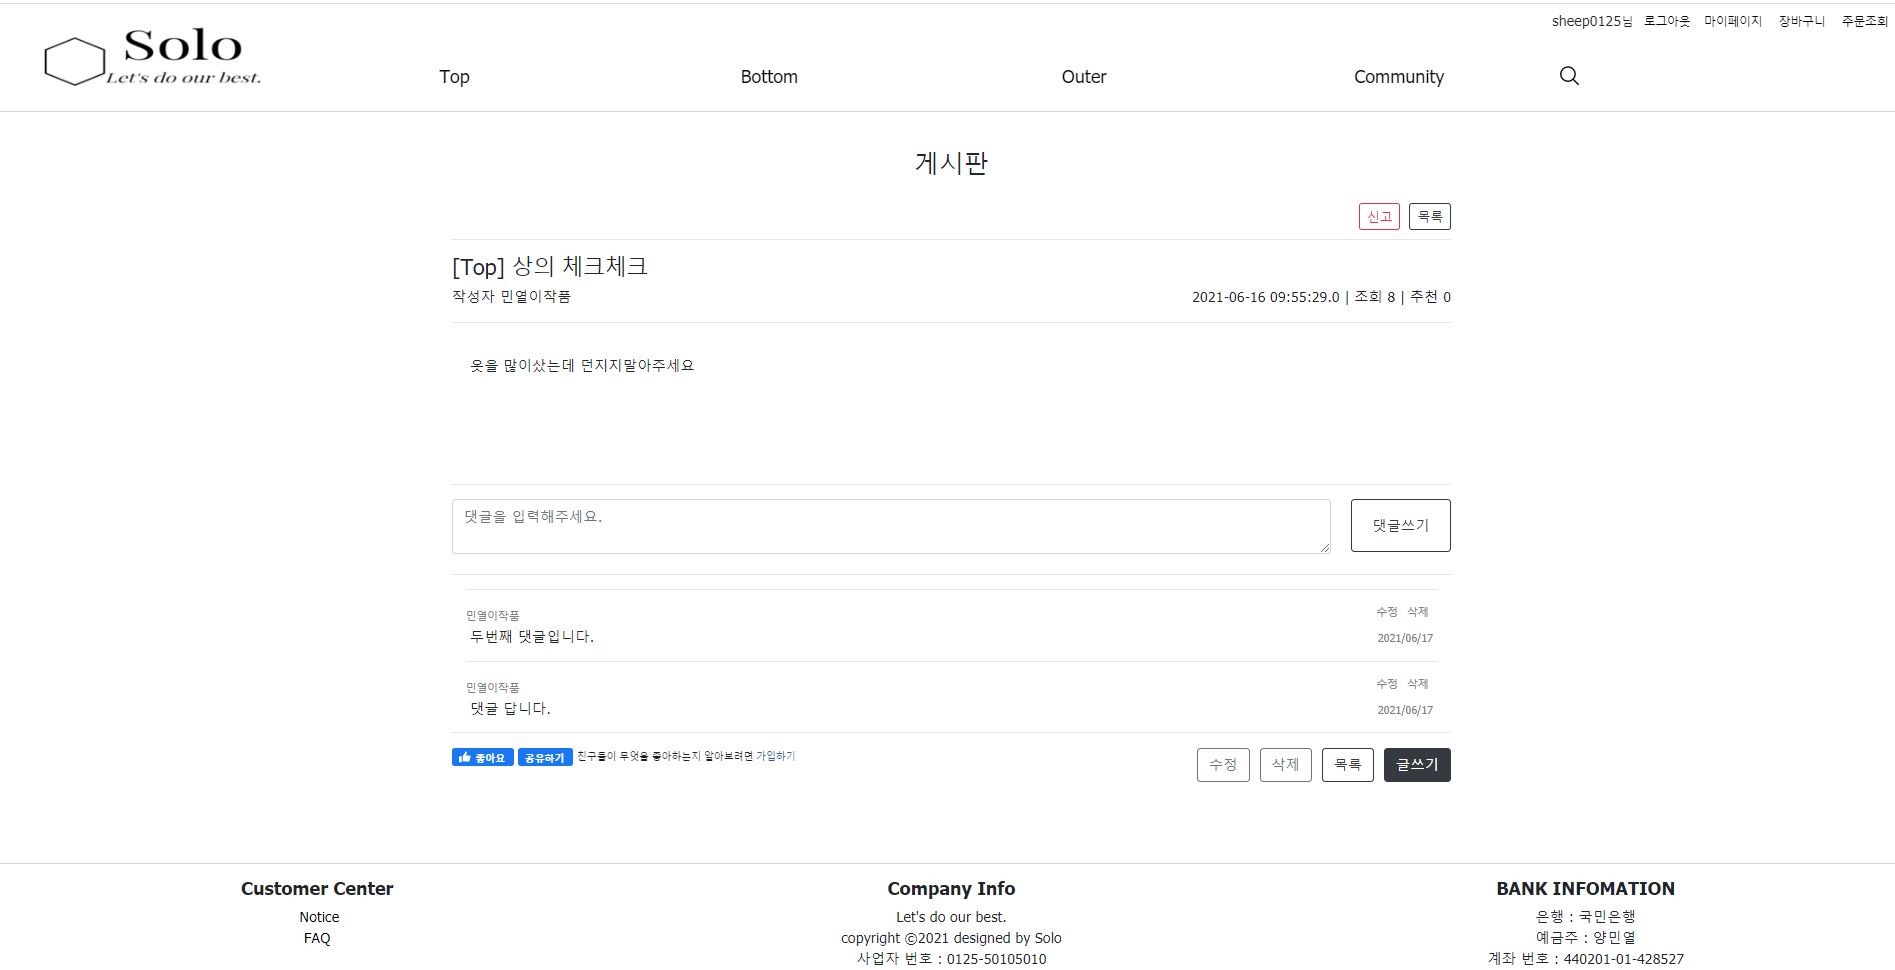 sheep0125님 로그아웃 마이페이지 장바구니 주문조회
Solo
Let's do our best.
Top Bottom Outer Community
게시판
신고 목록
[Top] 상의 체크체크
작성자 민열이작품 2021-06-16 09:55:29.0 | 조회 8 | 추천 0
옷을 많이샀는데 던지지말아주세요
댓글을 입력해주세요. 댓글쓰기
민열이작품 수정 삭제
두번째 댓글입니다. 2021/06/17
민열이작품 수정 삭제
댓글 답니다. 2021/06/17
좋아요 공유하기 친구들이 무엇을 좋아하는지 알아보려면 가입하기 수정 삭제 목록 글쓰기
Customer Center
Notice
FAQ
Company Info
Let's do our best.
copyright ©2021 designed by Solo
사업자 번호 : 0125-50105010
BANK INFOMATION
은행 : 국민은행
예금주 : 양민열
계좌 번호 : 440201-01-428527